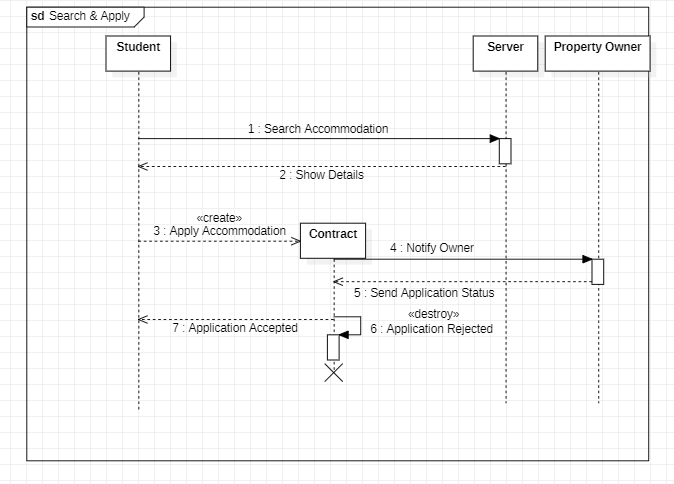 sd Search & Apply
Student
Server
Property Owner
1 : Search Accommodation
2 : Show Details
«create»
3 : Apply Accommodation
Contract
4 : Notify Owner
5 : Send Application Status
«destroy»
7 : Application Accepted
6 : Application Rejected